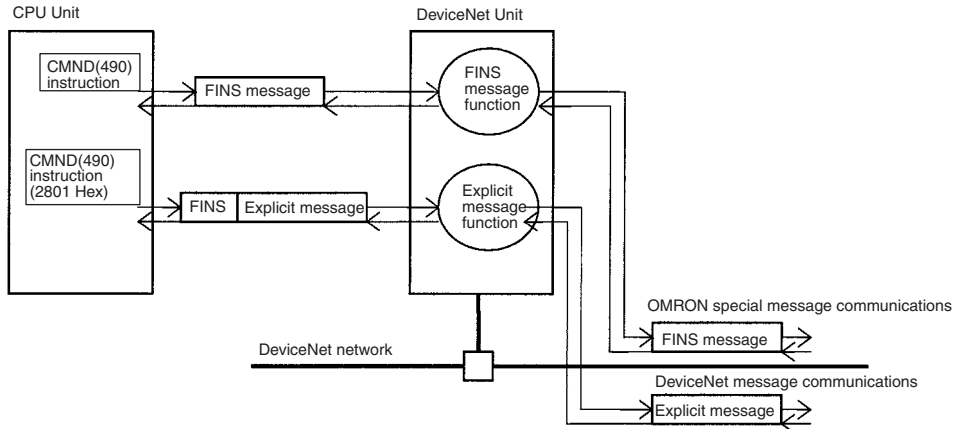 CPU Unit
DeviceNet Unit
CMND(490)
instruction
FINS message
FINS
message
function
CMND(490)
instruction
(2801 Hex)
FINS
Explicit message
Explicit
message
function
OMRON special message communications
FINS message
DeviceNet network
DeviceNet message communications
Explicit message